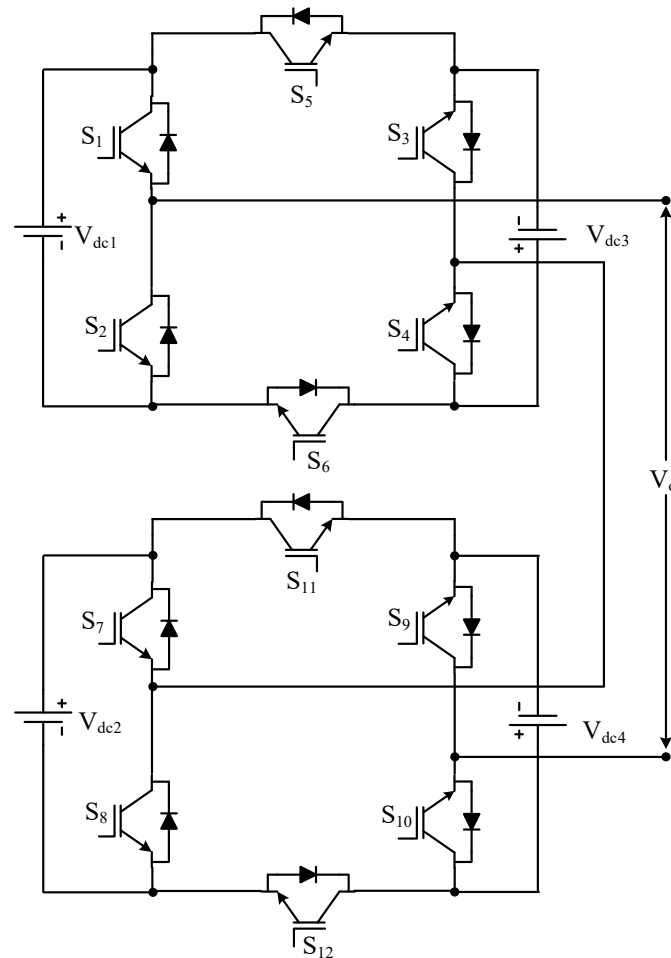 S5
S1
S3
+
Vdc1
-
-
Vdc3
+
S2
S4
S6
S11
S7
S9
+
Vdc2
-
-
Vdc4
+
S8
S10
S12